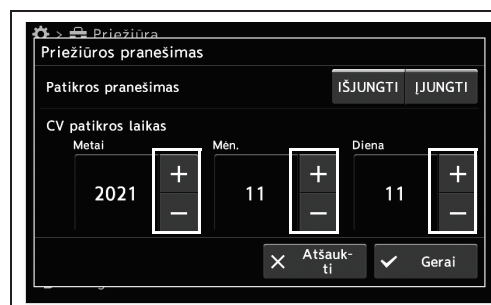 > Priežiūra
Priežiūros pranešimas
Patikros pranešimas
IŠJUNGTI ĮJUNGTI
CV patikros laikas
Metai Mėn. Diena
2021 + 11 + 11 +
− − −
Atšauk-
ti
Gerai